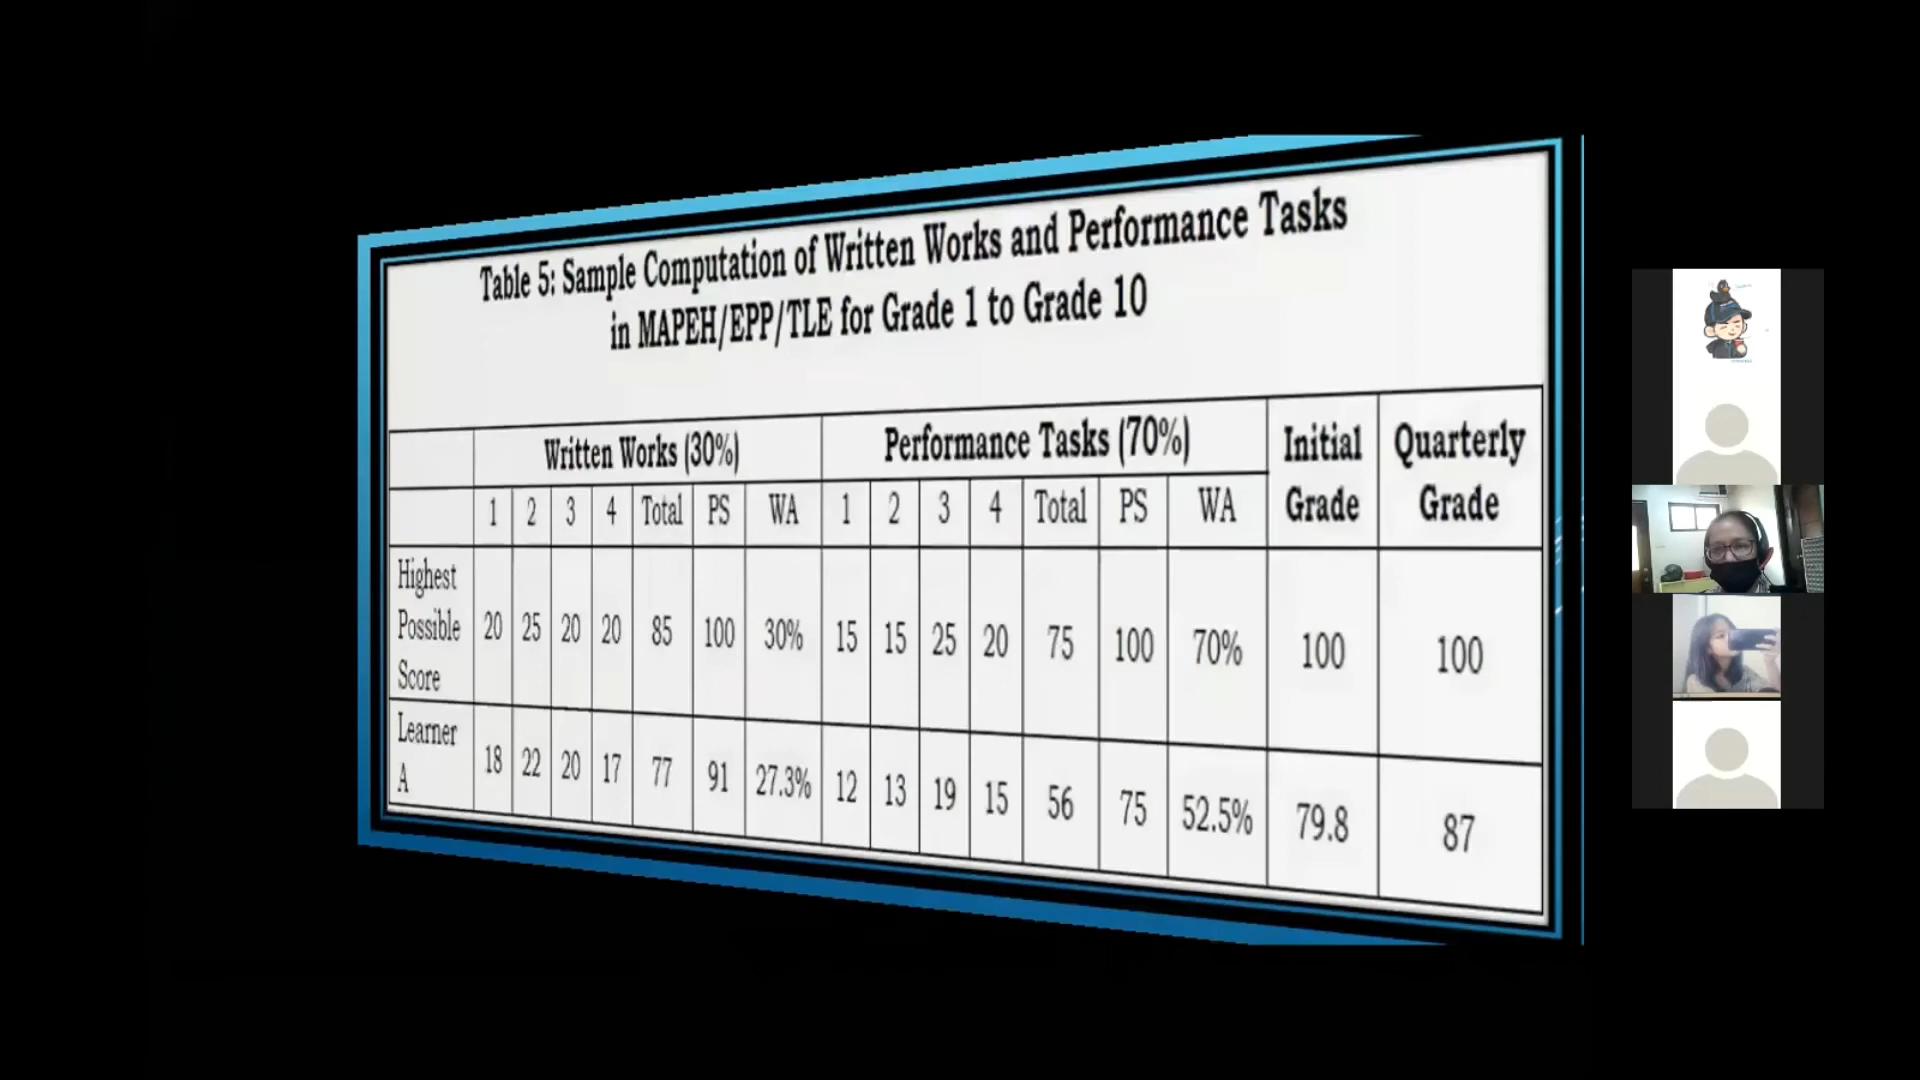 Table 5: Sample Computation of Written Works and Performance Tasks
in MAPEH/EPP/TLE for Grade 1 to Grade 10
Written Works (30%) Performance Tasks (70%) Initial Grade Quarterly Grade
1 2 3 4 Total PS WA 1 2 3 4 Total PS WA
Highest Possible Score 20 25 20 20 85 100 30% 15 15 25 20 75 100 70% 100 100
Learner A 18 22 20 17 77 91 27.3% 12 13 19 15 56 75 52.5% 79.8 87